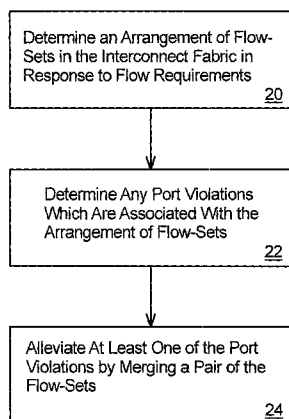 Determine an Arrangement of Flow-
Sets in the Interconnect Fabric in
Response to Flow Requirements
20
Determine Any Port Violations
Which Are Associated With the
Arrangement of Flow-Sets
22
Alleviate At Least One of the Port
Violations by Merging a Pair of the
Flow-Sets
24